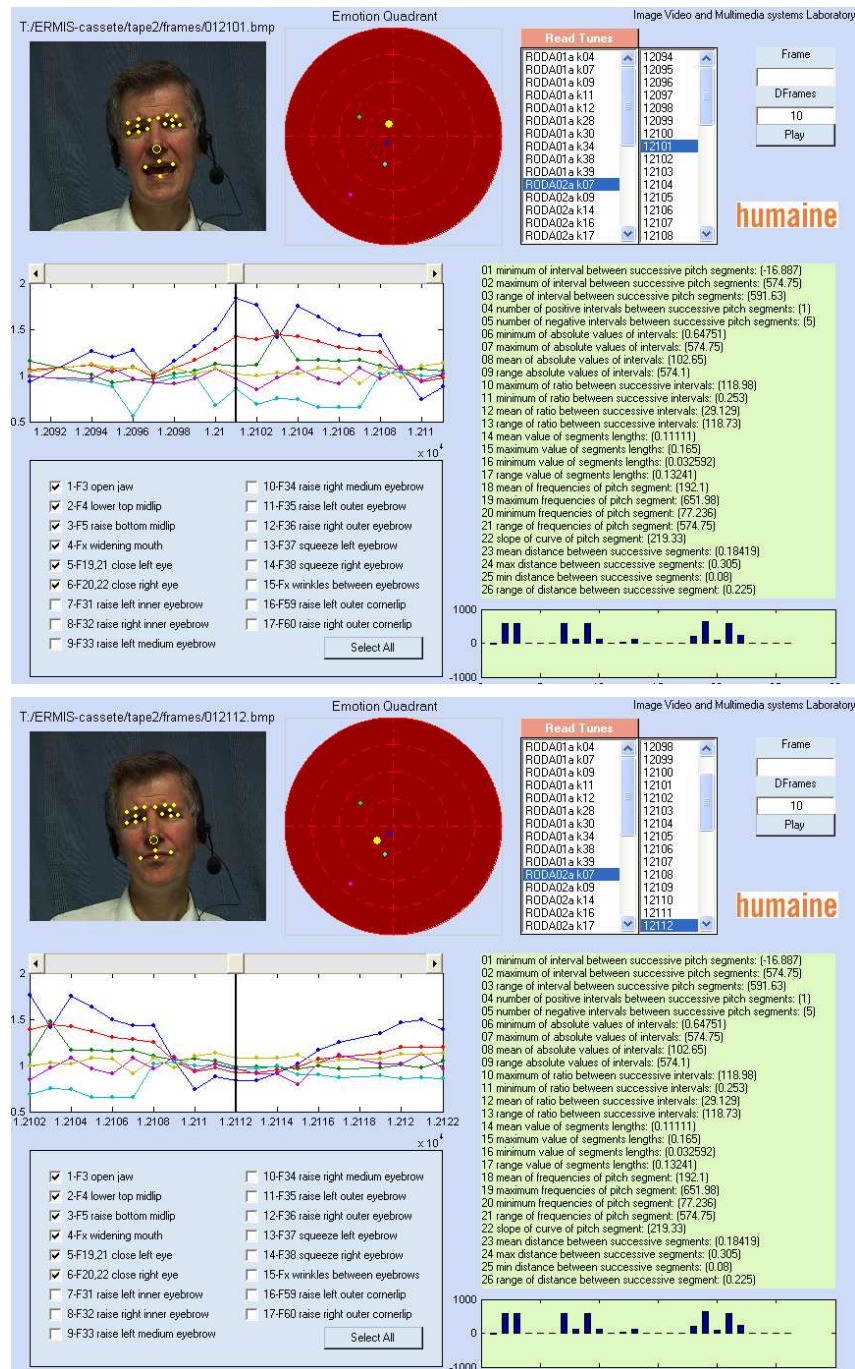 T:/ERMIS-cassete/tape2/frames/012101.bmp
Emotion Quadrant
Image Video and Multimedia systems Laboratory
Read Tunes
RODA01a k04
RODA01a k07
RODA01a k09
RODA01a k11
RODA01a k12
RODA01a k28
RODA01a k30
RODA01a k34
RODA01a k38
RODA01a k39
RODA02a k07
RODA02a k09
RODA02a k14
RODA02a k16
RODA02a k17
12094
12095
12096
12097
12098
12099
12100
12101
12102
12103
12104
12105
12106
12107
12108
Frame
DFrames
10
Play
humaine
2
1.5
1
0.5
1.2092 1.2094 1.2096 1.2098 1.21 1.2102 1.2104 1.2106 1.2108 1.211
x 10⁴
1-F3 open jaw
2-F4 lower top midlip
3-F5 raise bottom midlip
4-Fx widening mouth
5-F19,21 close left eye
6-F20,22 close right eye
7-F31 raise left inner eyebrow
8-F32 raise right inner eyebrow
9-F33 raise left medium eyebrow
10-F34 raise right medium eyebrow
11-F35 raise left outer eyebrow
12-F36 raise right outer eyebrow
13-F37 squeeze left eyebrow
14-F38 squeeze right eyebrow
15-Fx wrinkles between eyebrows
16-F59 raise left outer cornerlip
17-F60 raise right outer cornerlip
Select All
01 minimum of interval between successive pitch segments: (-16.887)
02 maximum of interval between successive pitch segments: (574.75)
03 range of interval between successive pitch segments: (591.63)
04 number of positive intervals between successive pitch segments: (1)
05 number of negative intervals between successive pitch segments: (5)
06 minimum of absolute values of intervals: (0.64751)
07 maximum of absolute values of intervals: (574.75)
08 mean of absolute values of intervals: (102.65)
09 range absolute values of intervals: (574.1)
10 maximum of ratio between successive intervals: (118.98)
11 minimum of ratio between successive intervals: (0.253)
12 mean of ratio between successive intervals: (29.129)
13 range of ratio between successive intervals: (118.73)
14 mean value of segments lengths: (0.11111)
15 maximum value of segments lengths: (0.165)
16 minimum value of segments lengths: (0.032592)
17 range value of segments lengths: (0.13241)
18 mean of frequencies of pitch segment: (192.1)
19 maximum frequencies of pitch segment: (651.98)
20 minimum frequencies of pitch segment: (77.236)
21 range of frequencies of pitch segment: (574.75)
22 slope of curve of pitch segment: (219.33)
23 mean distance between successive segments: (0.18419)
24 max distance between successive segments: (0.305)
25 min distance between successive segments: (0.08)
26 range of distance between successive segment: (0.225)
1000
0
-1000
T:/ERMIS-cassete/tape2/frames/012112.bmp
Emotion Quadrant
Image Video and Multimedia systems Laboratory
Read Tunes
RODA01a k04
RODA01a k07
RODA01a k09
RODA01a k11
RODA01a k12
RODA01a k28
RODA01a k30
RODA01a k34
RODA01a k38
RODA01a k39
RODA02a k07
RODA02a k09
RODA02a k14
RODA02a k16
RODA02a k17
12098
12099
12100
12101
12102
12103
12104
12105
12106
12107
12108
12109
12110
12111
12112
Frame
DFrames
10
Play
humaine
2
1.5
1
0.5
1.2102 1.2104 1.2106 1.2108 1.211 1.2112 1.2114 1.2116 1.2118 1.212 1.2122
x 10⁴
1-F3 open jaw
2-F4 lower top midlip
3-F5 raise bottom midlip
4-Fx widening mouth
5-F19,21 close left eye
6-F20,22 close right eye
7-F31 raise left inner eyebrow
8-F32 raise right inner eyebrow
9-F33 raise left medium eyebrow
10-F34 raise right medium eyebrow
11-F35 raise left outer eyebrow
12-F36 raise right outer eyebrow
13-F37 squeeze left eyebrow
14-F38 squeeze right eyebrow
15-Fx wrinkles between eyebrows
16-F59 raise left outer cornerlip
17-F60 raise right outer cornerlip
Select All
01 minimum of interval between successive pitch segments: (-16.887)
02 maximum of interval between successive pitch segments: (574.75)
03 range of interval between successive pitch segments: (591.63)
04 number of positive intervals between successive pitch segments: (1)
05 number of negative intervals between successive pitch segments: (5)
06 minimum of absolute values of intervals: (0.64751)
07 maximum of absolute values of intervals: (574.75)
08 mean of absolute values of intervals: (102.65)
09 range absolute values of intervals: (574.1)
10 maximum of ratio between successive intervals: (118.98)
11 minimum of ratio between successive intervals: (0.253)
12 mean of ratio between successive intervals: (29.129)
13 range of ratio between successive intervals: (118.73)
14 mean value of segments lengths: (0.11111)
15 maximum value of segments lengths: (0.165)
16 minimum value of segments lengths: (0.032592)
17 range value of segments lengths: (0.13241)
18 mean of frequencies of pitch segment: (192.1)
19 maximum frequencies of pitch segment: (651.98)
20 minimum frequencies of pitch segment: (77.236)
21 range of frequencies of pitch segment: (574.75)
22 slope of curve of pitch segment: (219.33)
23 mean distance between successive segments: (0.18419)
24 max distance between successive segments: (0.305)
25 min distance between successive segments: (0.08)
26 range of distance between successive segment: (0.225)
1000
0
-1000